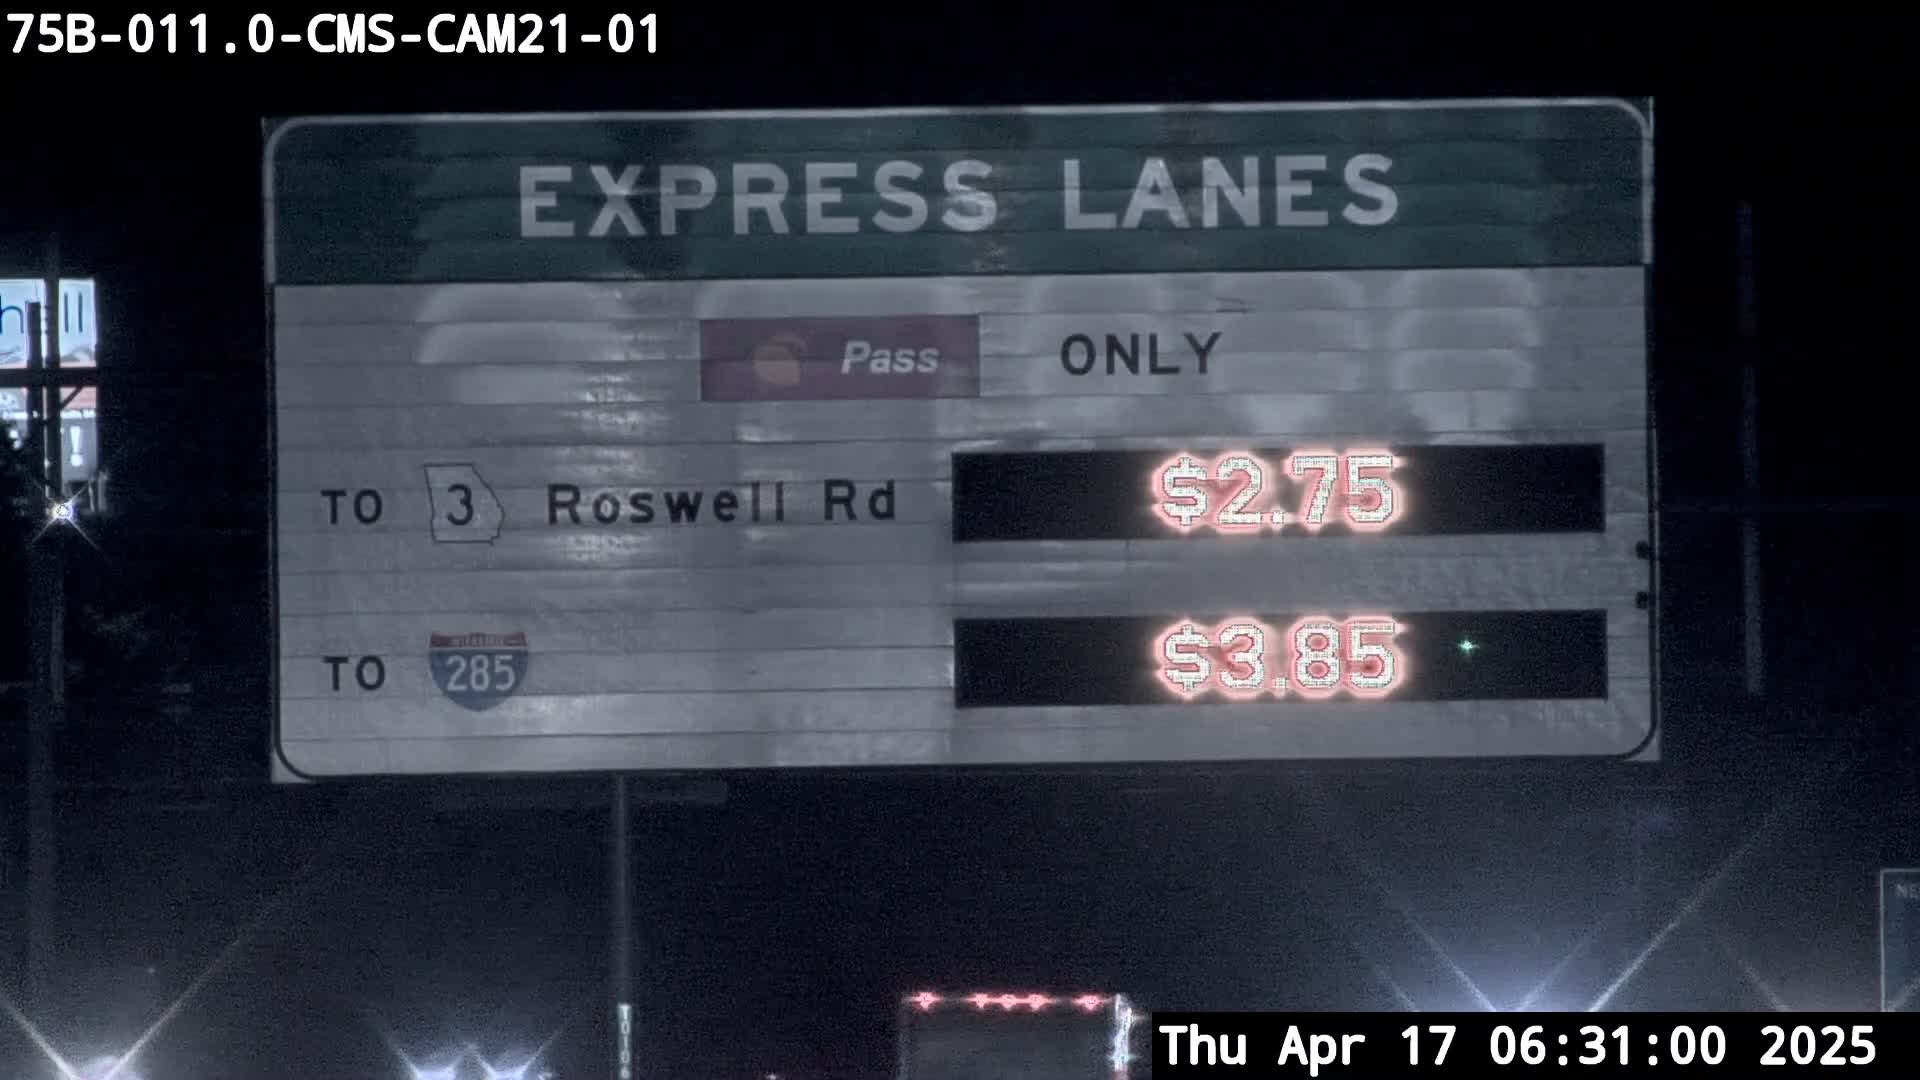 75B-011.0-CMS-CAM21-01
EXPRESS LANES
Pass ONLY
TO 3 Roswell Rd $2.75
INTERSTATE
TO 285 $3.85
Thu Apr 17 06:31:00 2025